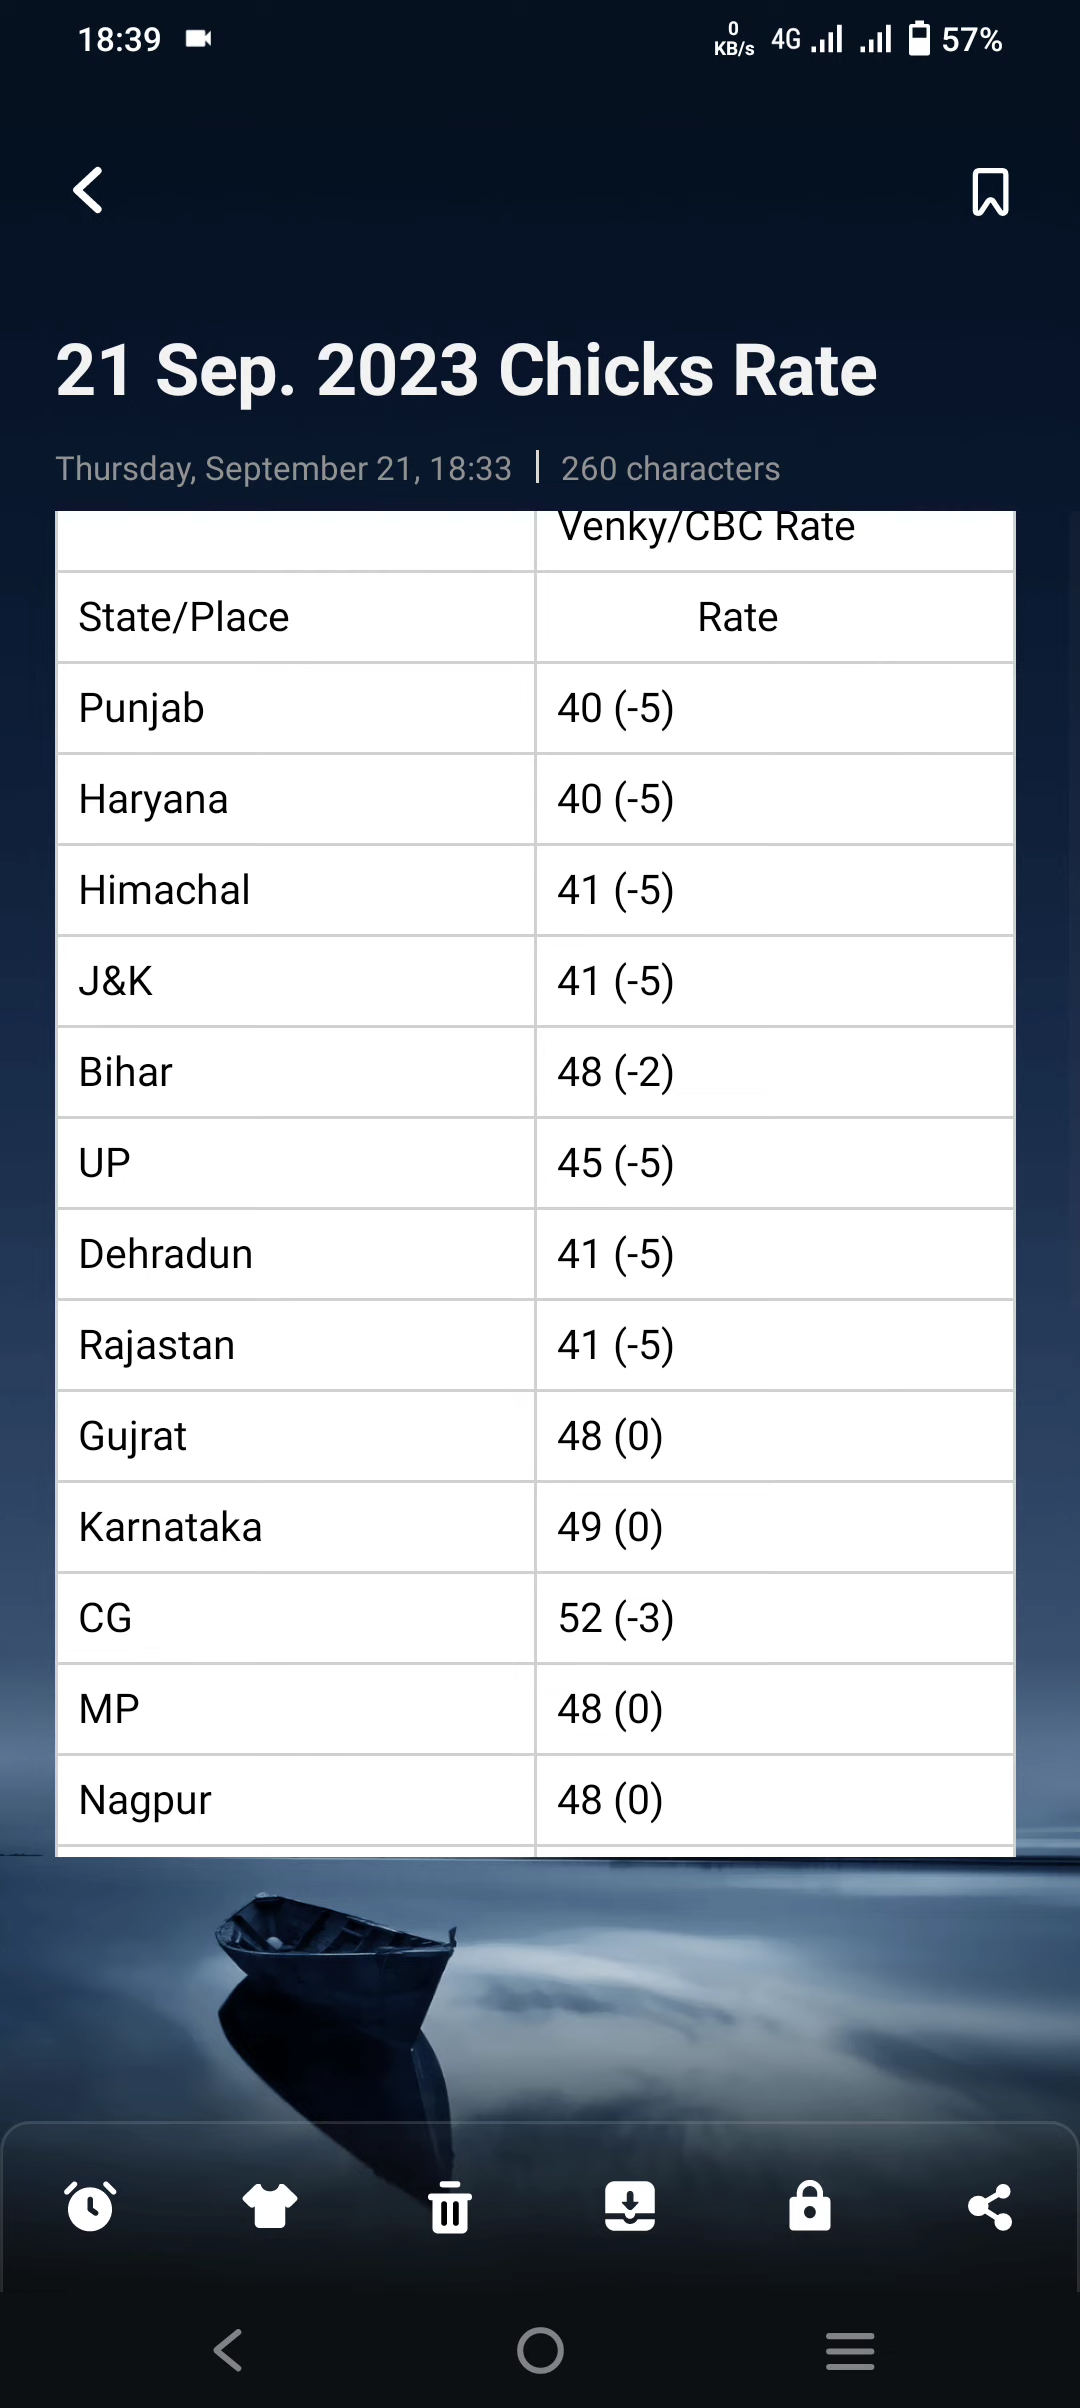 18:39 0 KB/s 4G 57%
21 Sep. 2023 Chicks Rate
Thursday, September 21, 18:33 | 260 characters
Venky/CBC Rate
State/Place Rate
Punjab 40 (-5)
Haryana 40 (-5)
Himachal 41 (-5)
J&K 41 (-5)
Bihar 48 (-2)
UP 45 (-5)
Dehradun 41 (-5)
Rajastan 41 (-5)
Gujrat 48 (0)
Karnataka 49 (0)
CG 52 (-3)
MP 48 (0)
Nagpur 48 (0)